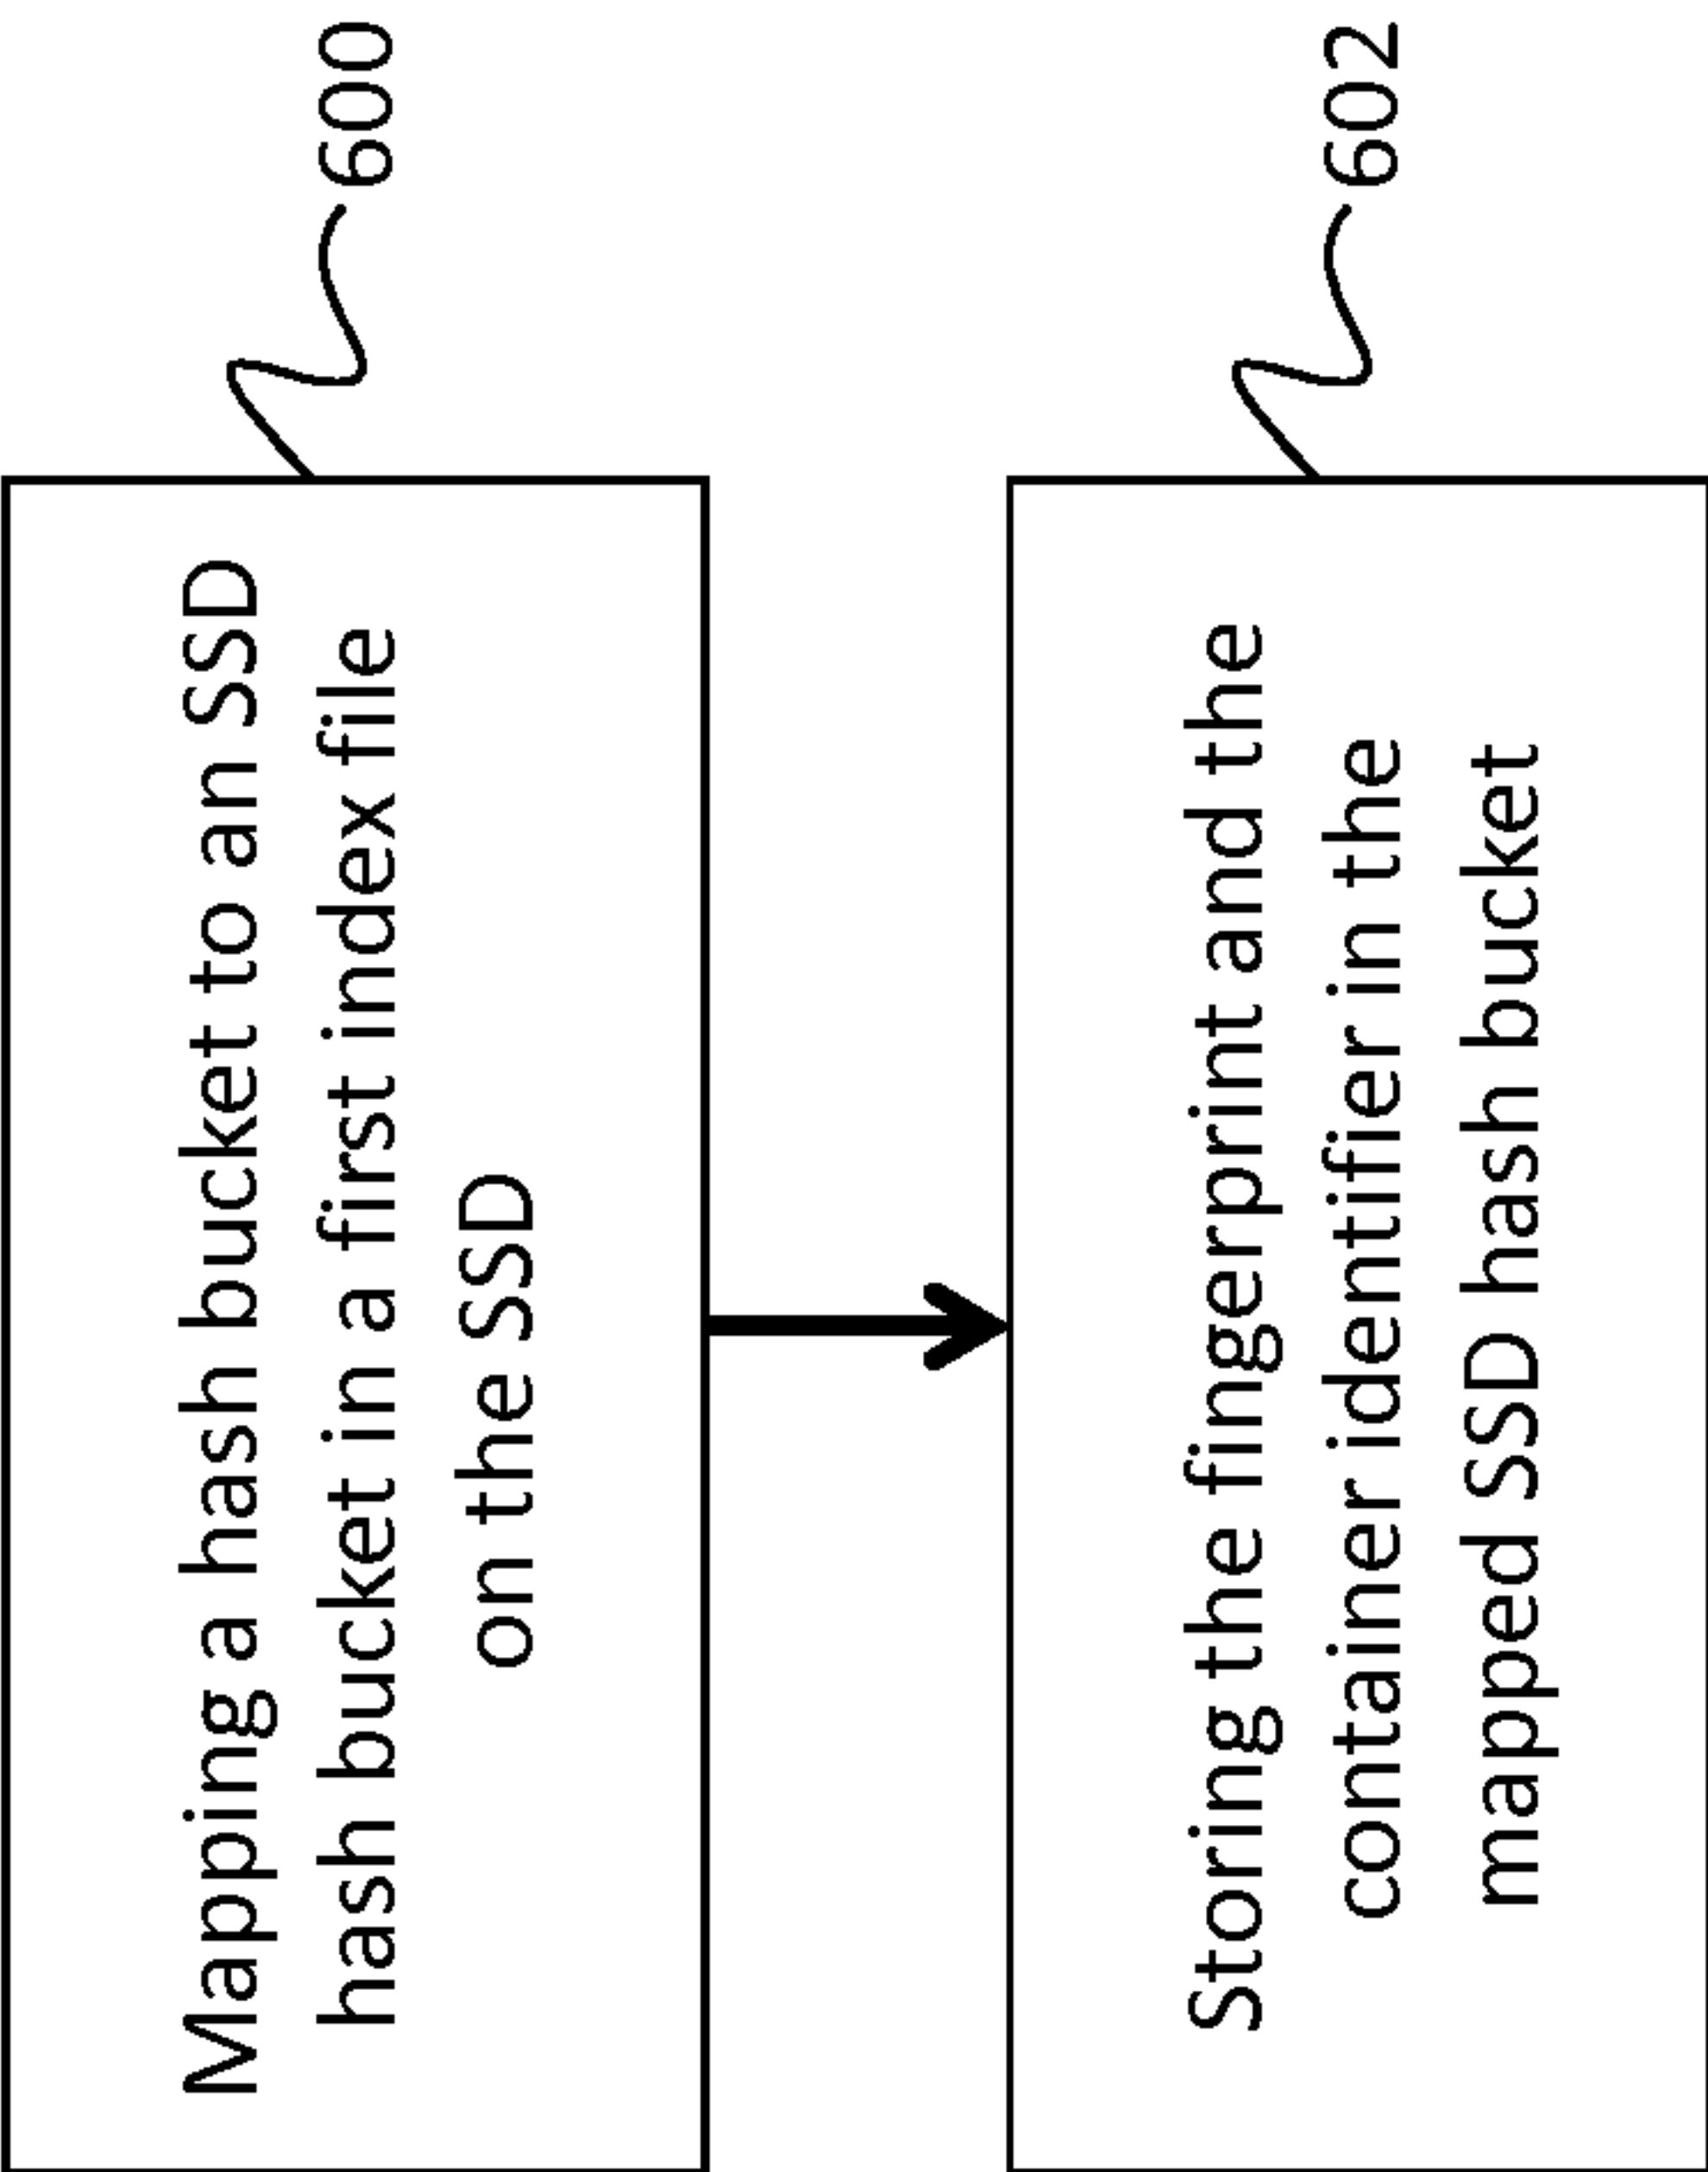 Mapping a hash bucket to an SSD
hash bucket in a first index file
on the SSD
600
Storing the fingerprint and the
container identifier in the
mapped SSD hash bucket
602